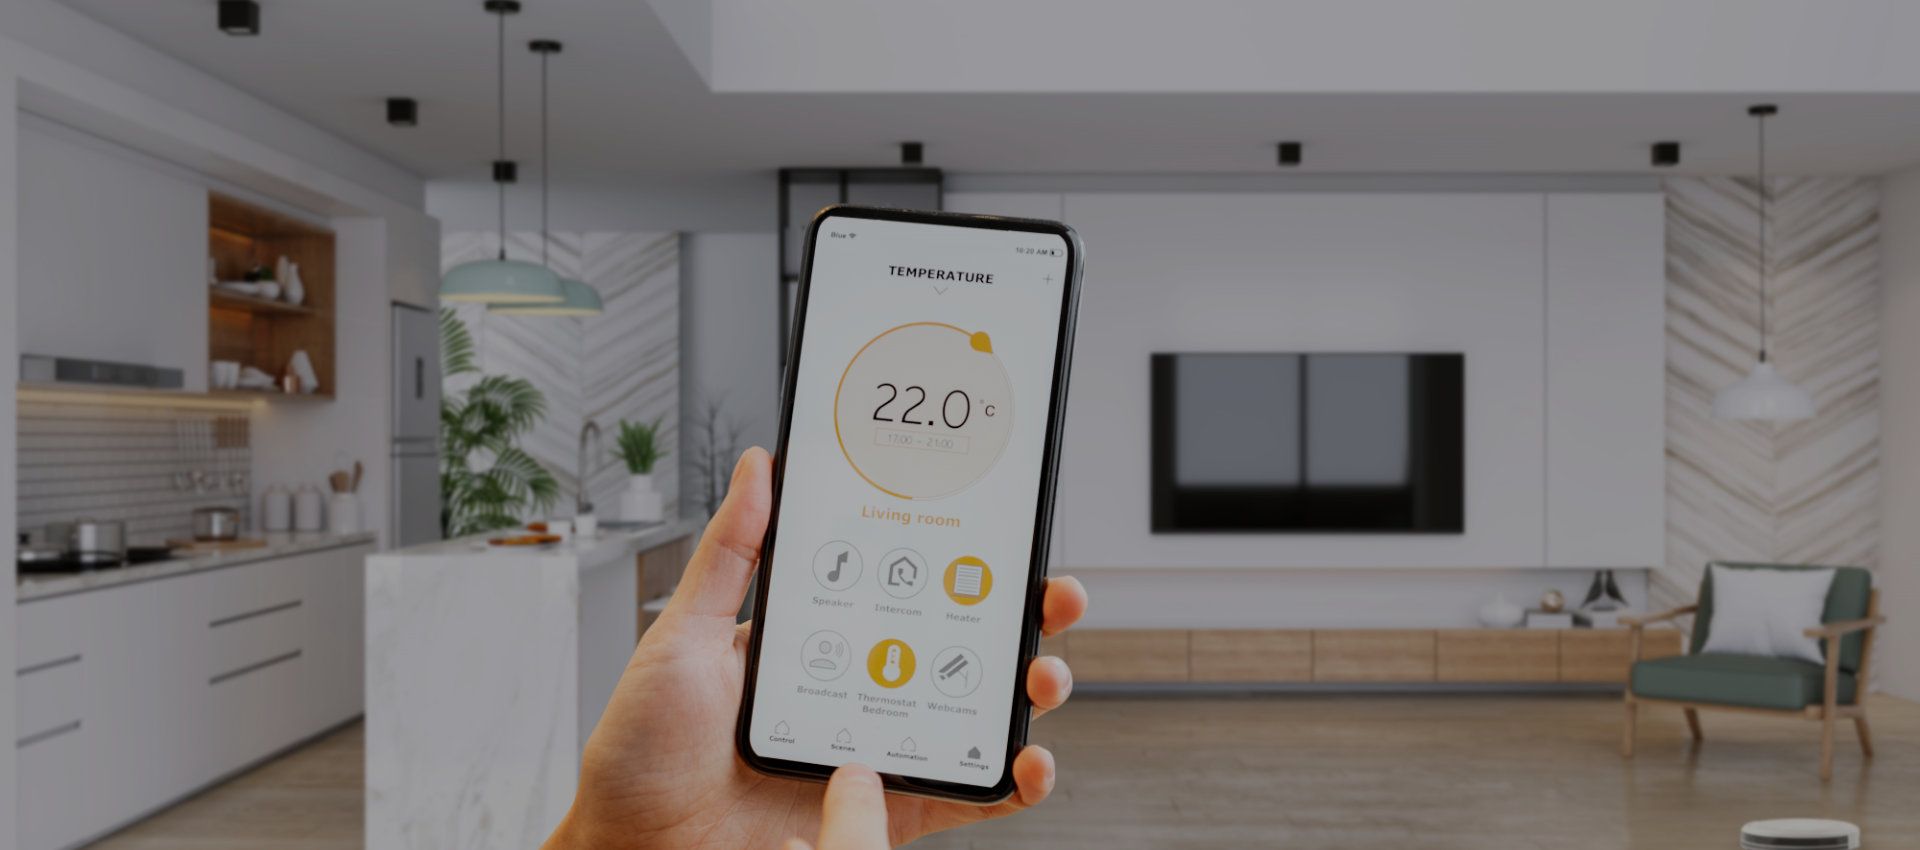 Blue
10:20 AM
TEMPERATURE
+
22.0 °C
17:00 - 21:00
Living room
Speaker
Intercom
Heater
Broadcast
Thermostat
Bedroom
Webcams
Control
Scenes
Automation
Settings